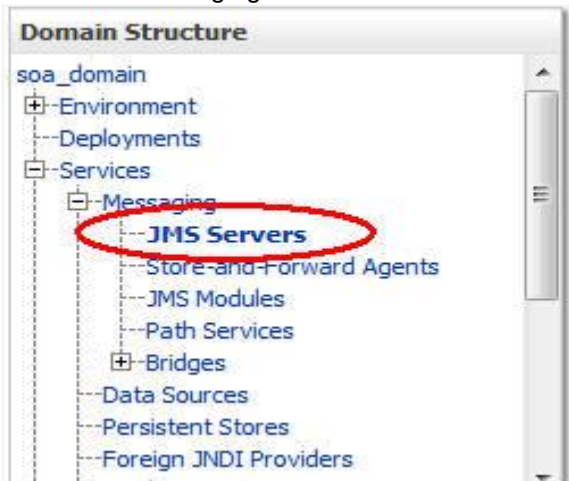 Domain Structure
soa_domain
Environment
Deployments
Services
Messaging
JMS Servers
Store-and-Forward Agents
JMS Modules
Path Services
Bridges
Data Sources
Persistent Stores
Foreign JNDI Providers